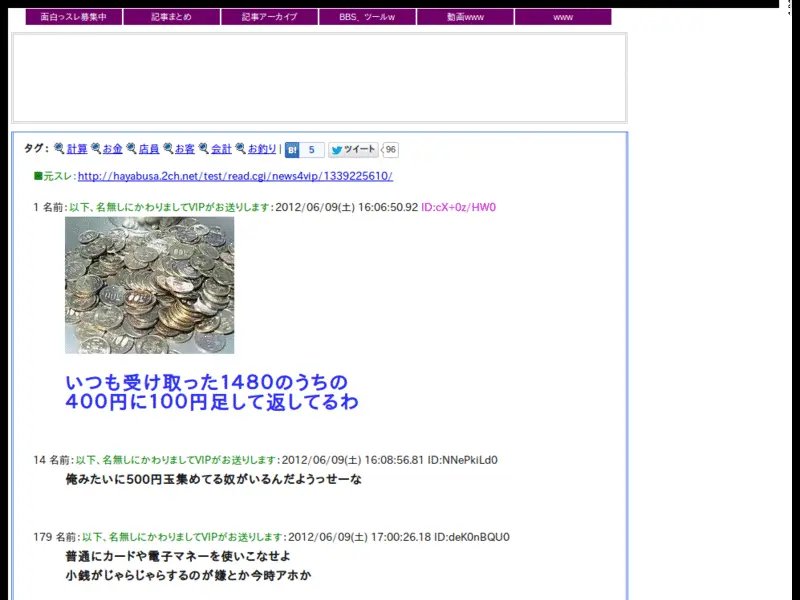 面白っスレ募集中 記事まとめ 記事アーカイブ BBS、ツールw 動画www www
タグ： 計算 お金 店員 お客 会計 お釣り | B! 5 ツイート 96
■元スレ：http://hayabusa.2ch.net/test/read.cgi/news4vip/1339225610/
1 名前：以下、名無しにかわりましてVIPがお送りします：2012/06/09(土) 16:06:50.92 ID:cX+0z/HW0
いつも受け取った1480のうちの
400円に100円足して返してるわ
14 名前：以下、名無しにかわりましてVIPがお送りします：2012/06/09(土) 16:08:56.81 ID:NNePkiLd0
俺みたいに500円玉集めてる奴がいるんだようっせーな
179 名前：以下、名無しにかわりましてVIPがお送りします：2012/06/09(土) 17:00:26.18 ID:deK0nBQU0
普通にカードや電子マネーを使いこなせよ
小銭がじゃらじゃらするのが嫌とか今時アホか